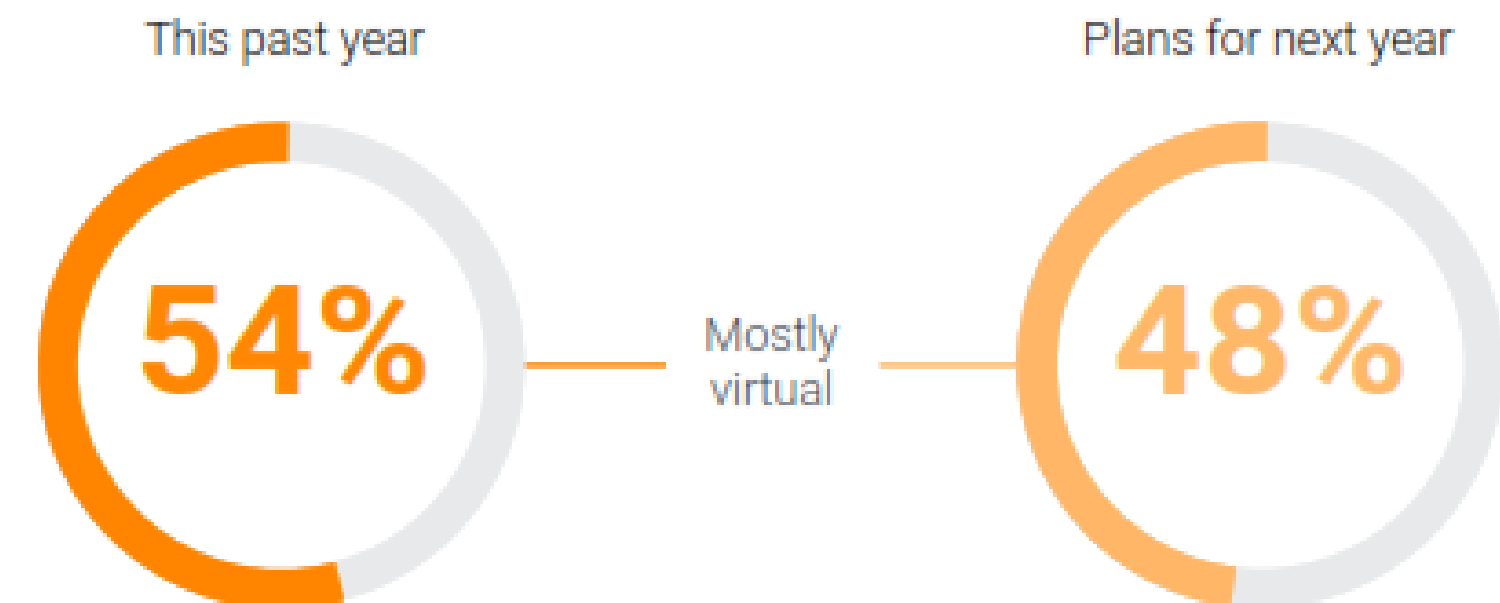 This past year
Plans for next year
54%
Mostly
virtual
48%